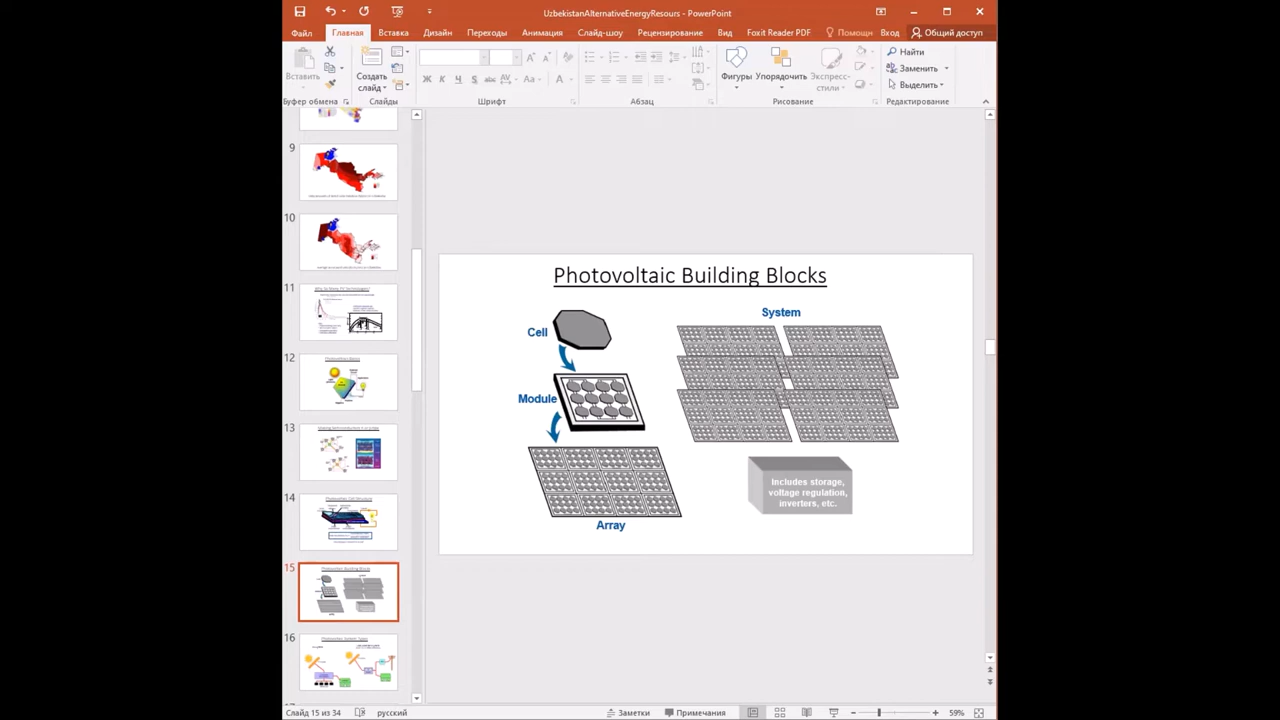 UzbekistanAlternativeEnergyResours - PowerPoint
Файл Главная Вставка Дизайн Переходы Анимация Слайд-шоу Рецензирование Вид Foxit Reader PDF Помощн Вход Общий доступ
Вставить
Создать слайд
Ж К Ч S abc AV Aa A
Фигуры Упорядочить Экспресс-стили
Найти
Заменить
Выделить
Буфер обмена Слайды Шрифт Абзац Рисование Редактирование
9
10
11
12
13
14
15
16
Photovoltaic Building Blocks
System
Cell
Module
Array
Includes storage,
voltage regulation,
inverters, etc.
Слайд 15 из 34 русский Заметки Примечания 59%